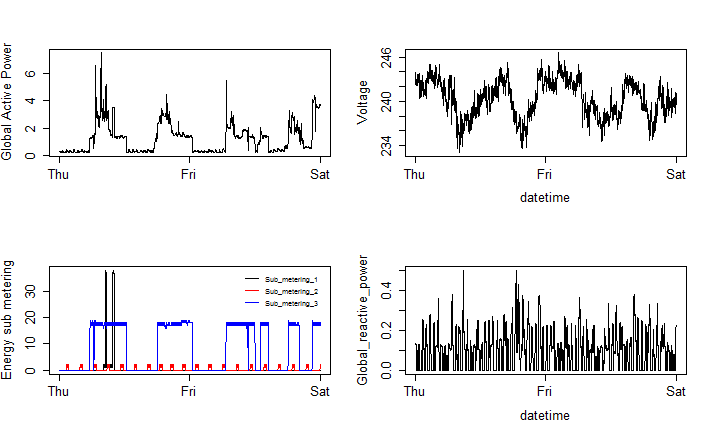 Global Active Power
0 2 4 6
Thu Fri Sat
Voltage
234 240 246
Thu Fri Sat
datetime
Energy sub metering
0 10 20 30
Sub_metering_1
Sub_metering_2
Sub_metering_3
Thu Fri Sat
Global_reactive_power
0.0 0.2 0.4
Thu Fri Sat
datetime